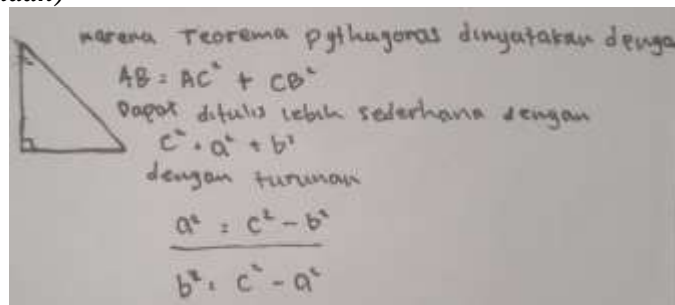 Karena Teorema pythagoras dinyatakan denga
AB = AC² + CB²
Dapat ditulis lebih sederhana dengan
c² = a² + b²
dengan turunan
a² = c² - b²
b² = c² - a²